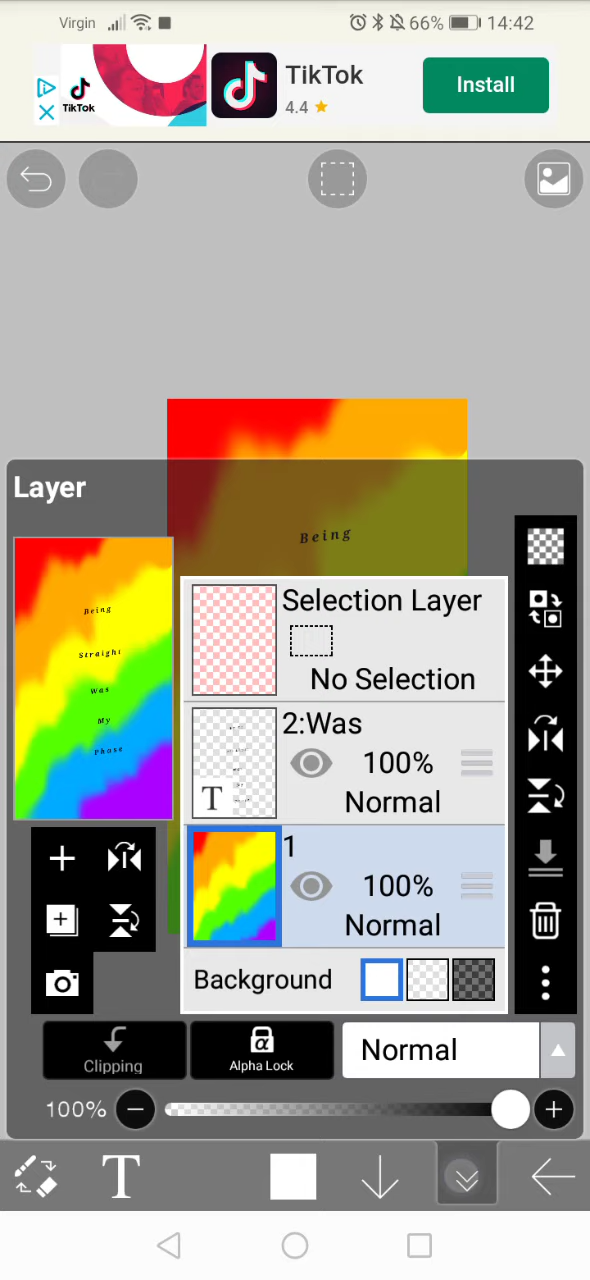 Virgin
66%
14:42
TikTok
TikTok
4.4
Install
Layer
Being
Being
Straight
Was
My
Phase
Selection Layer
No Selection
2:Was
100%
Normal
T
1
100%
Normal
Background
Clipping
α
Alpha Lock
Normal
100%
T